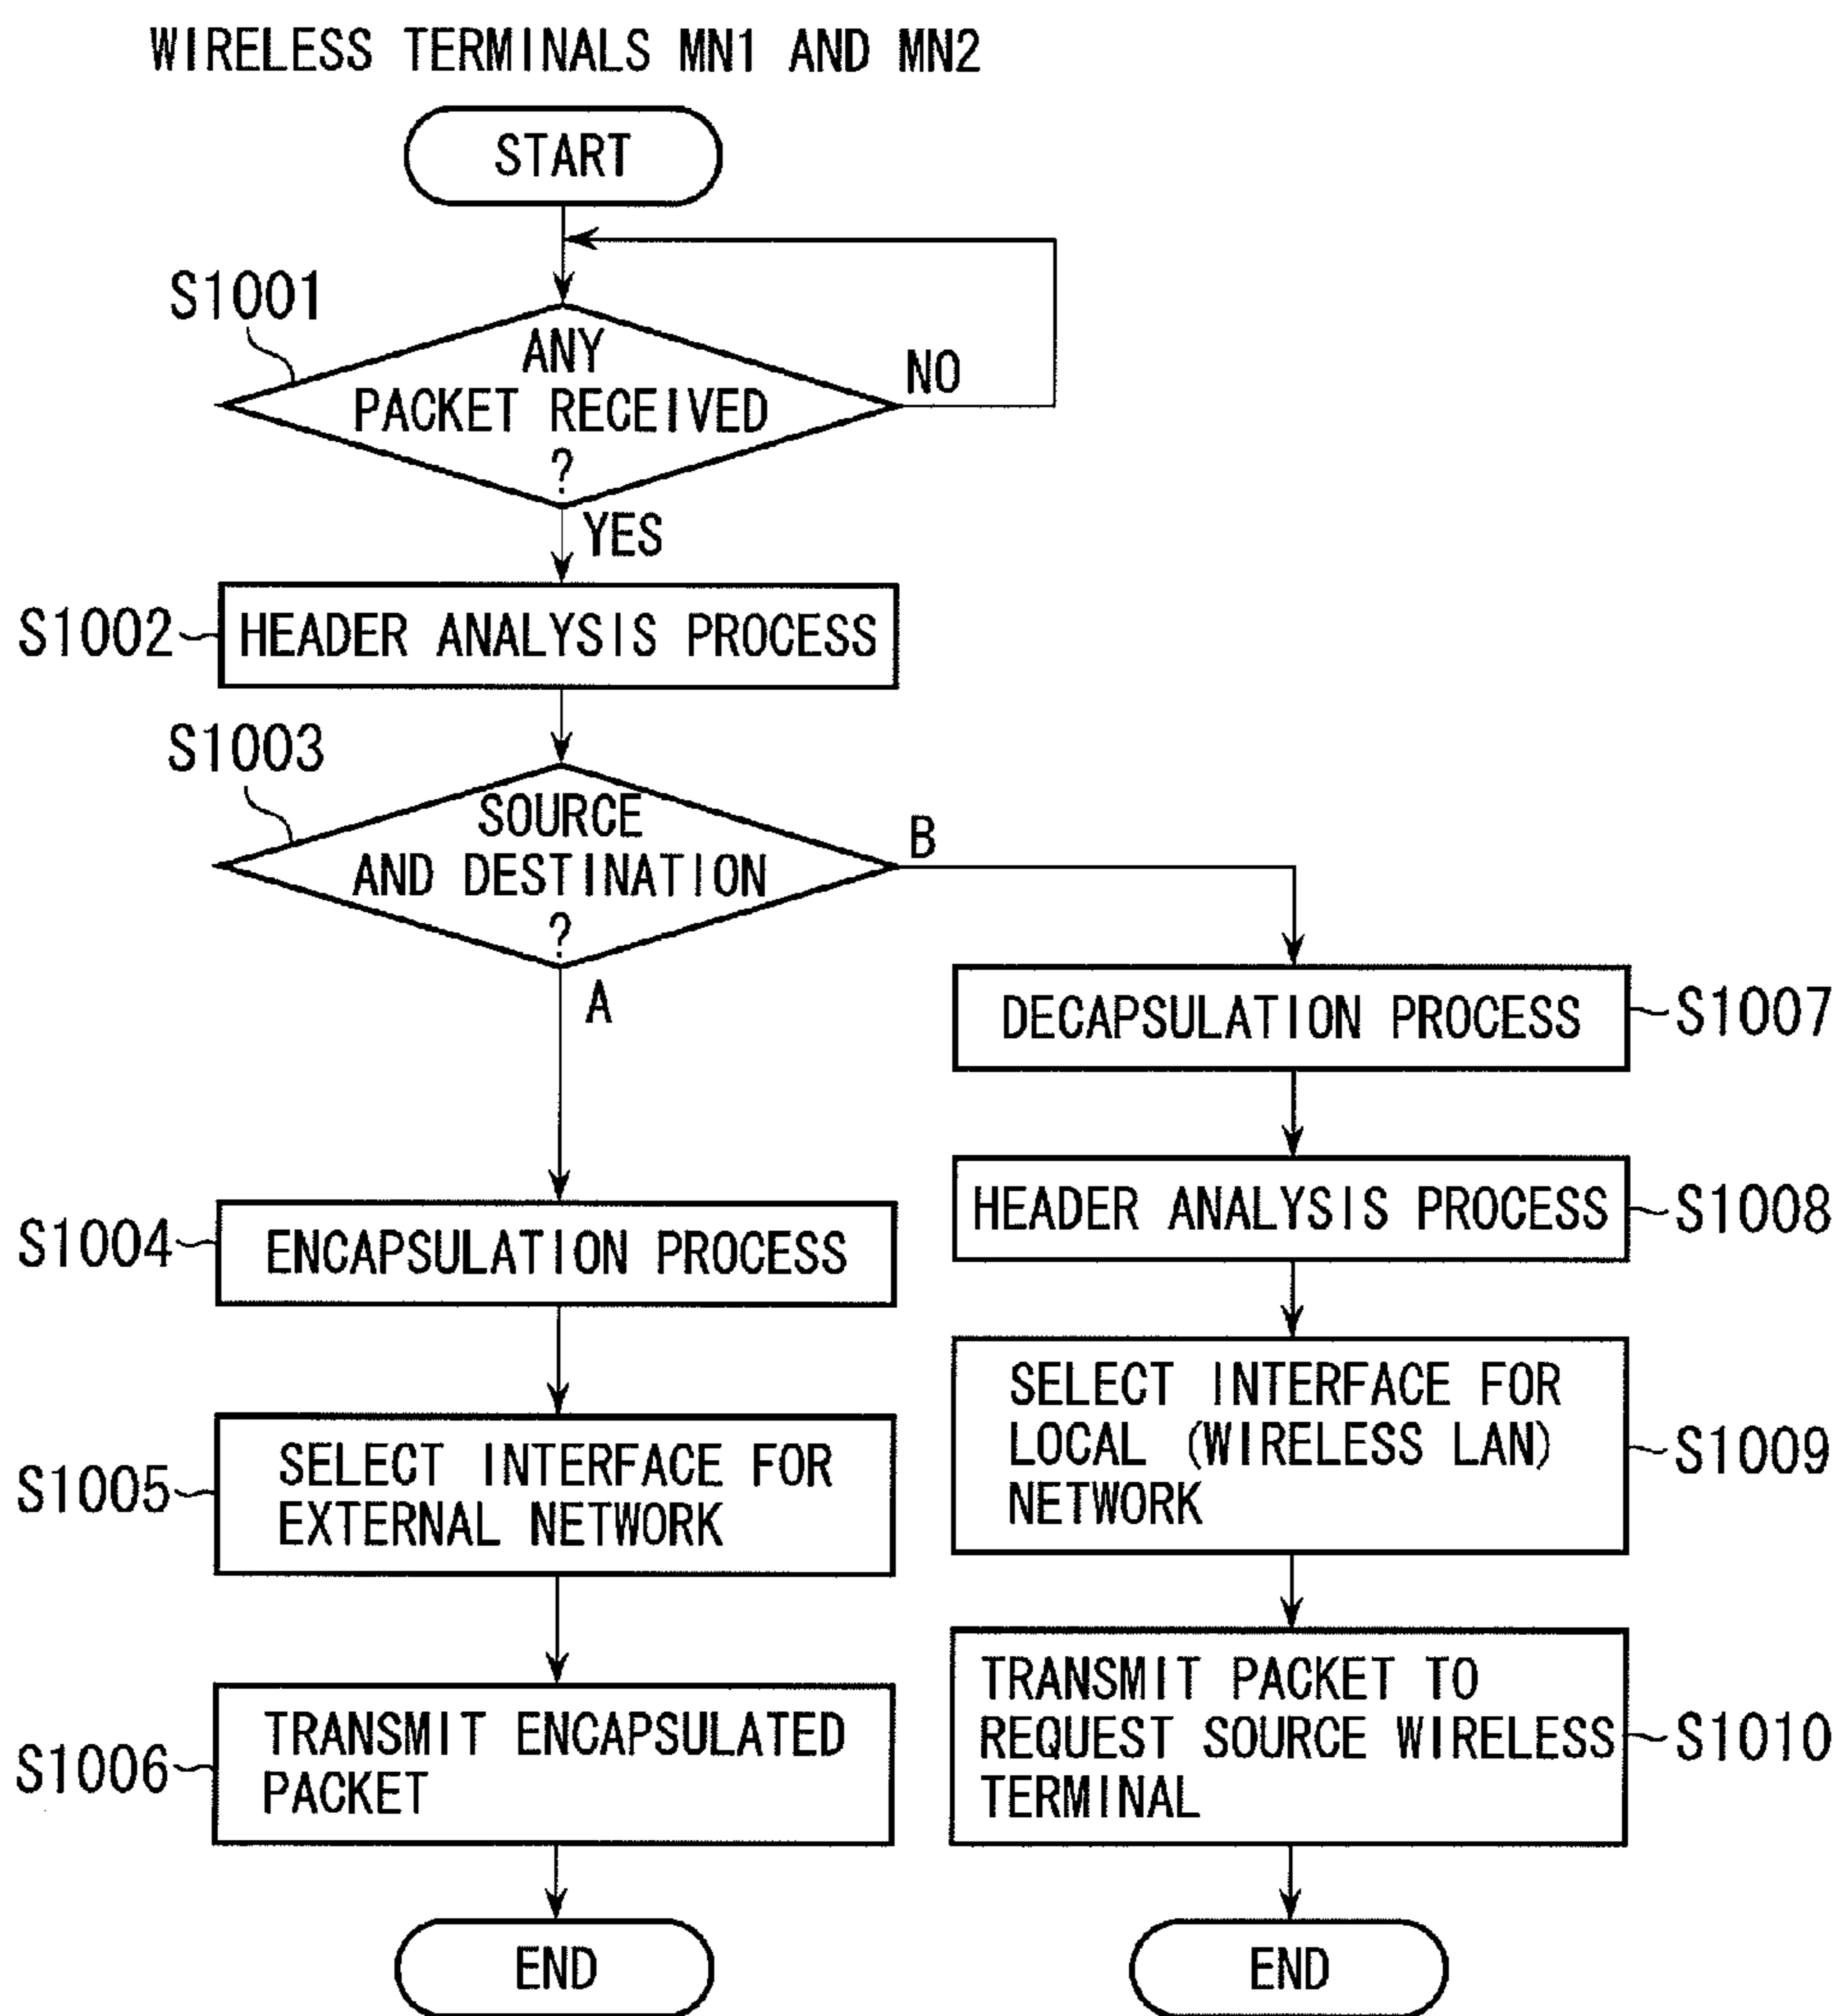 WIRELESS TERMINALS MN1 AND MN2
START
S1001
ANY
PACKET RECEIVED
?
NO
YES
S1002
HEADER ANALYSIS PROCESS
S1003
SOURCE
AND DESTINATION
?
B
A
DECAPSULATION PROCESS
S1007
HEADER ANALYSIS PROCESS
S1008
S1004
ENCAPSULATION PROCESS
SELECT INTERFACE FOR
LOCAL (WIRELESS LAN)
NETWORK
S1009
S1005
SELECT INTERFACE FOR
EXTERNAL NETWORK
TRANSMIT PACKET TO
REQUEST SOURCE WIRELESS
TERMINAL
S1010
S1006
TRANSMIT ENCAPSULATED
PACKET
END
END